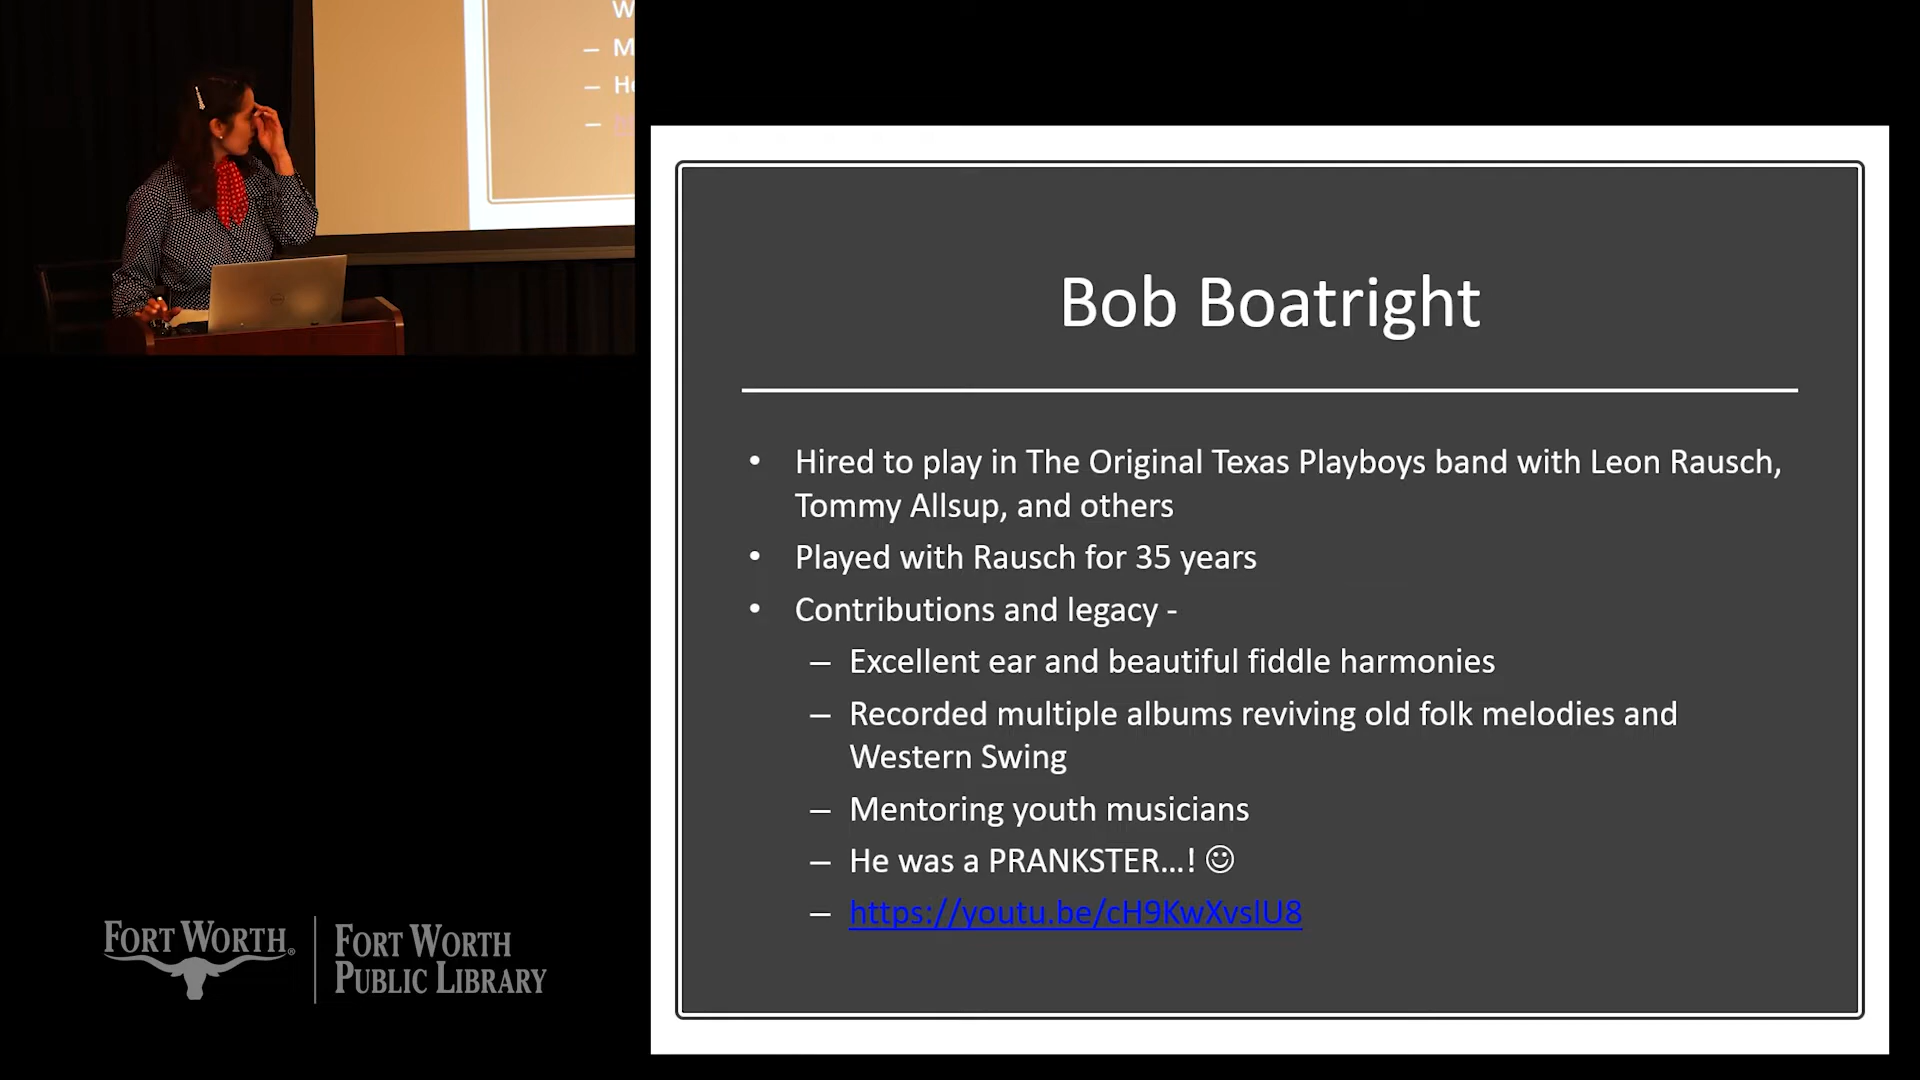 W
– M
– He
Bob Boatright
• Hired to play in The Original Texas Playboys band with Leon Rausch,
Tommy Allsup, and others
• Played with Rausch for 35 years
• Contributions and legacy -
– Excellent ear and beautiful fiddle harmonies
– Recorded multiple albums reviving old folk melodies and
Western Swing
– Mentoring youth musicians
– He was a PRANKSTER…! ☺
– https://youtu.be/cH9KwXvslU8
FORT WORTH®
FORT WORTH
PUBLIC LIBRARY